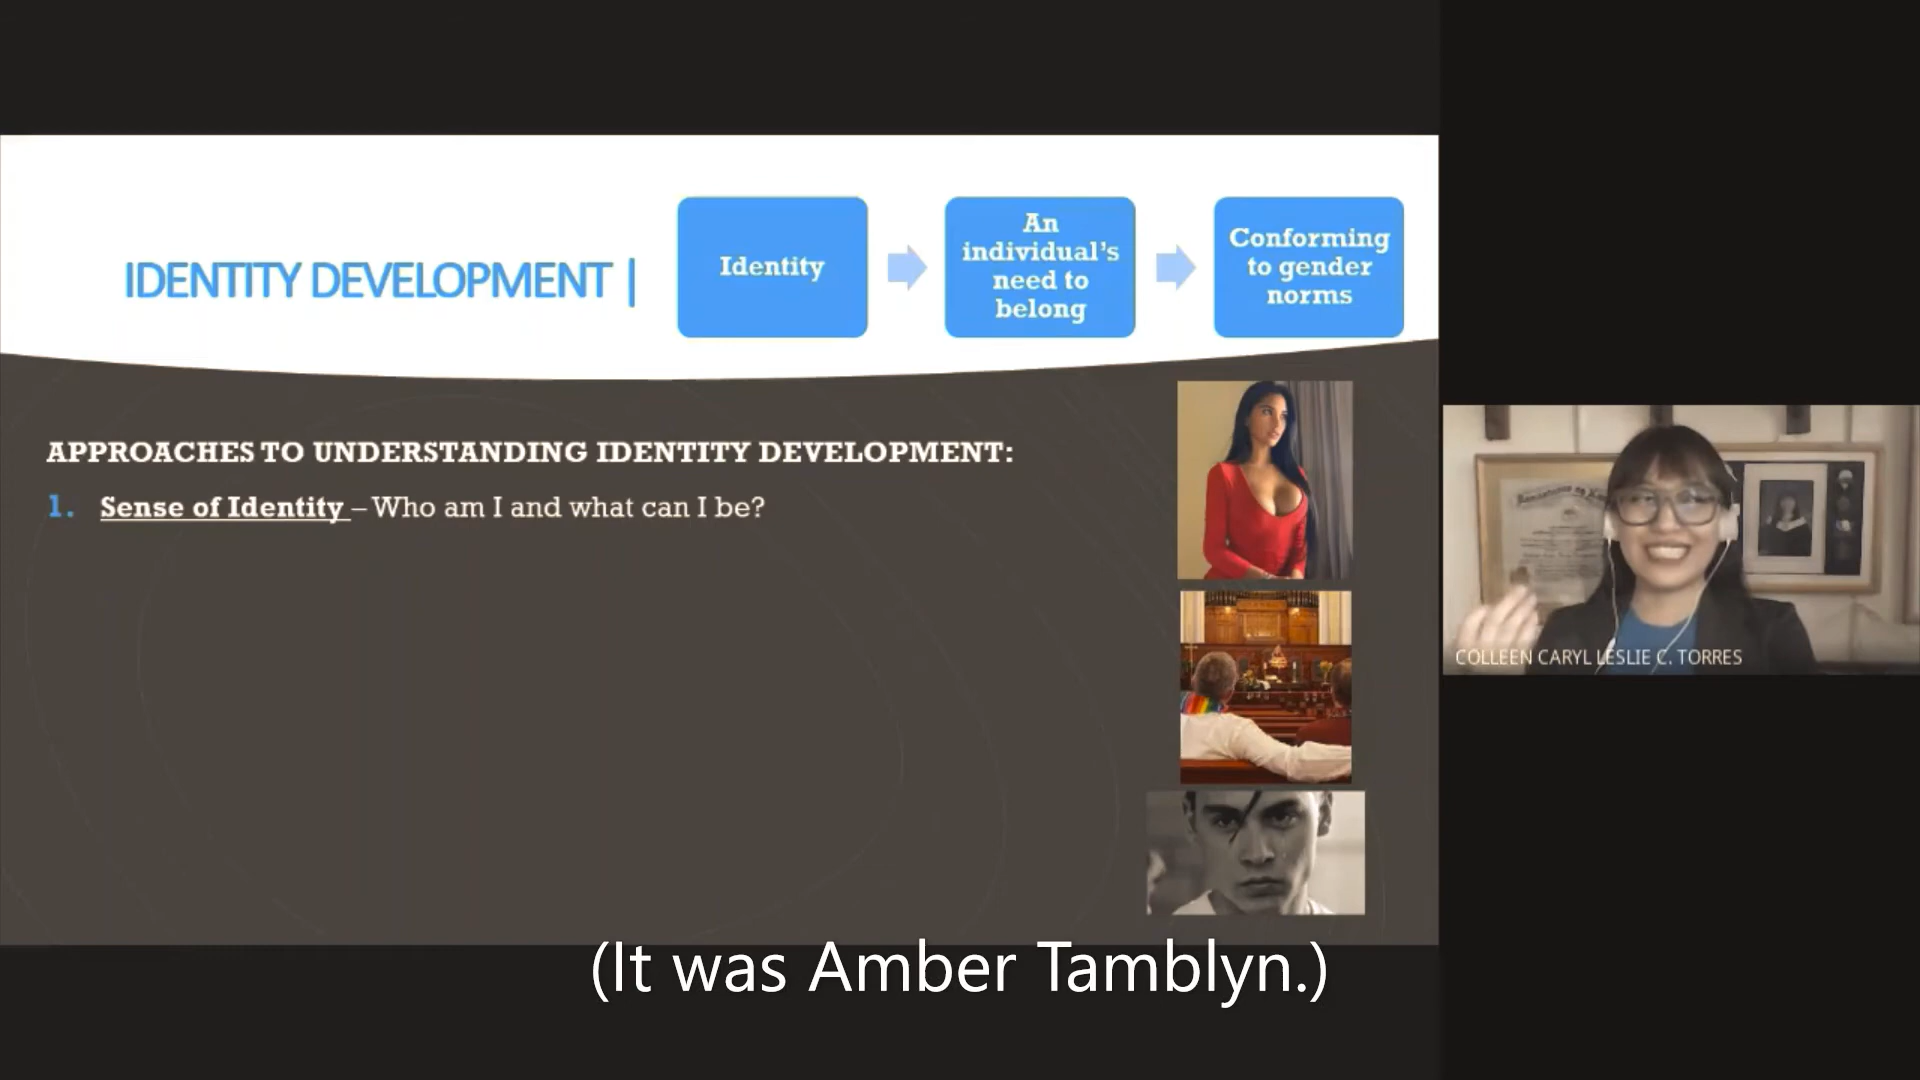 IDENTITY DEVELOPMENT |
Identity
An
individual's
need to
belong
Conforming
to gender
norms
APPROACHES TO UNDERSTANDING IDENTITY DEVELOPMENT:
1. Sense of Identity – Who am I and what can I be?
COLLEEN CARYL LESLIE C. TORRES
(It was Amber Tamblyn.)